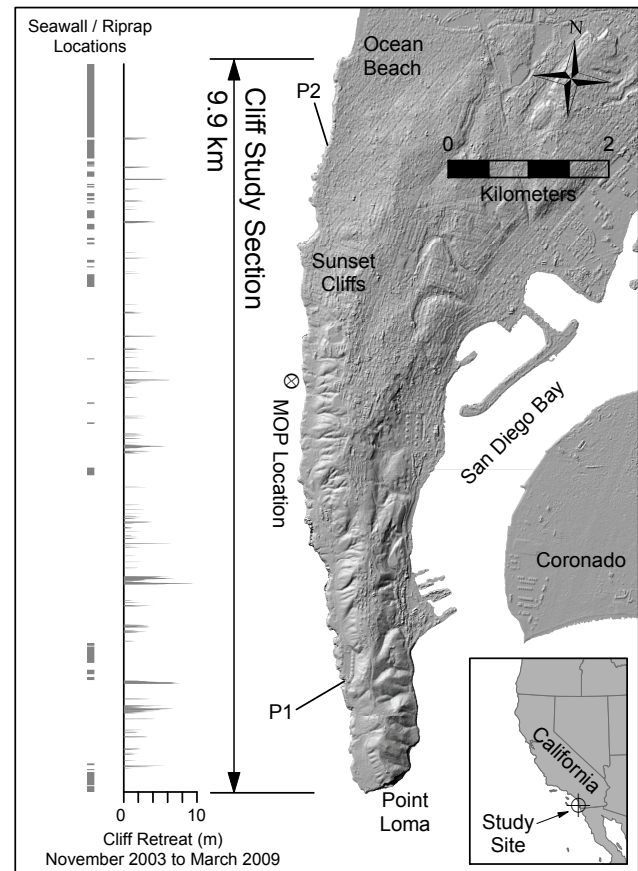 Seawall / Riprap
Locations
Ocean
Beach
N
P2
0
2
Kilometers
Cliff Study Section
9.9 km
Sunset
Cliffs
MOP Location
San Diego Bay
Coronado
P1
California
Study
Site
Point
Loma
0
10
Cliff Retreat (m)
November 2003 to March 2009